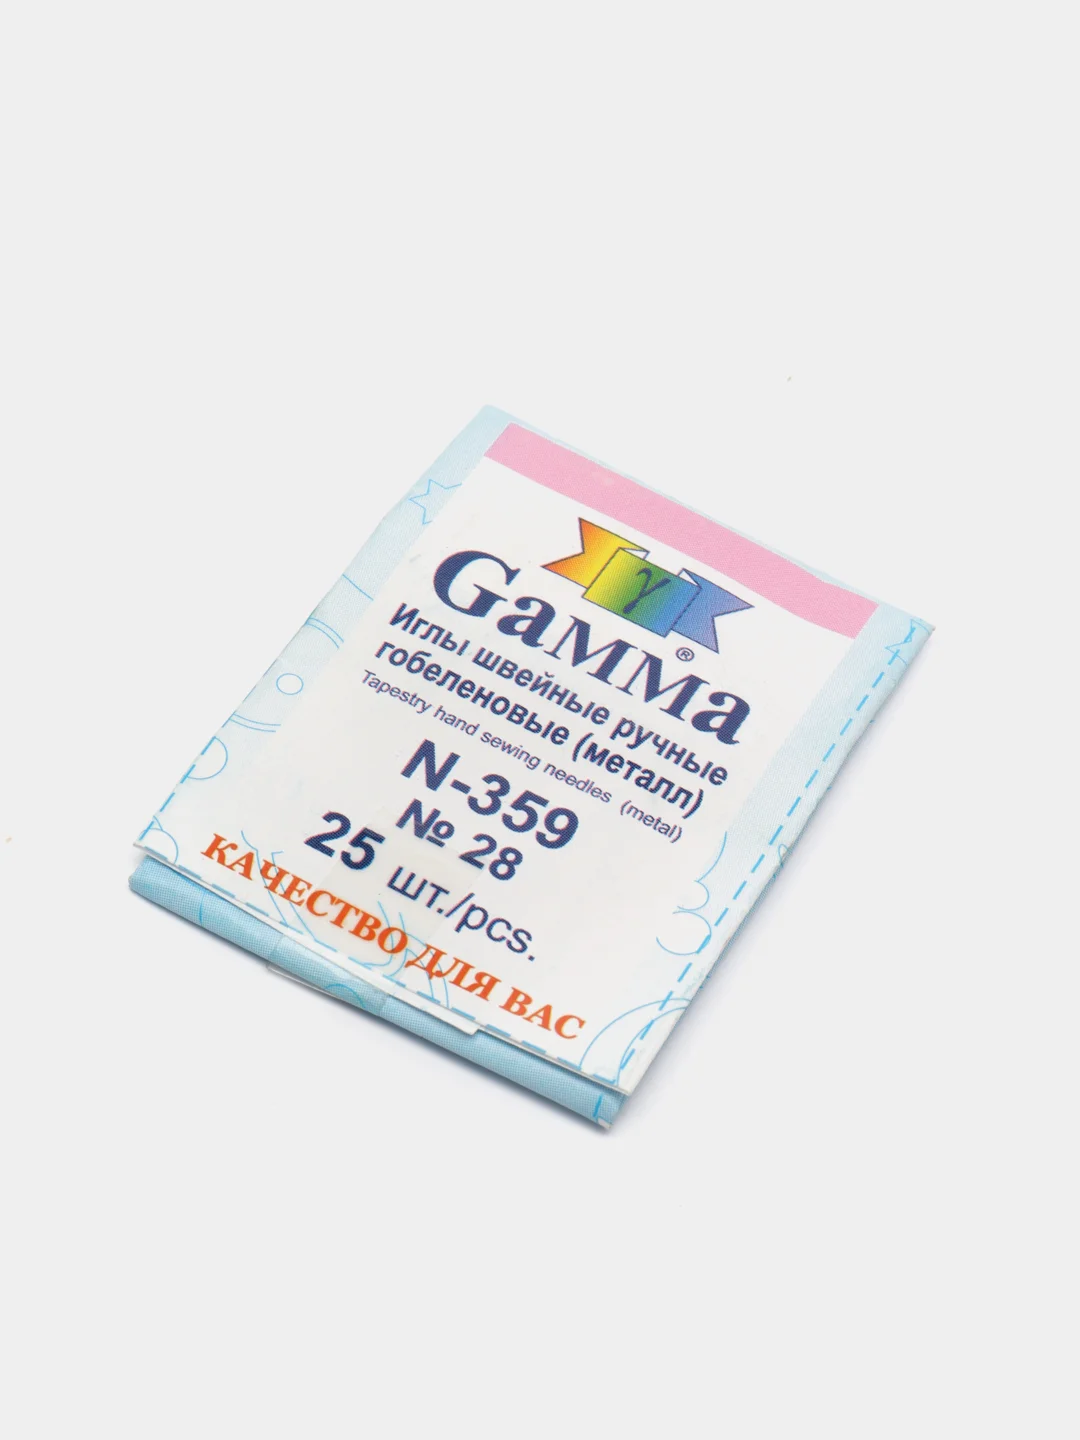 γ
Gамма®
Иглы швейные ручные
гобеленовые (металл)
Tapestry hand sewing needles (metal)
N-359
№ 28
25 шт./pcs.
КАЧЕСТВО ДЛЯ ВАС